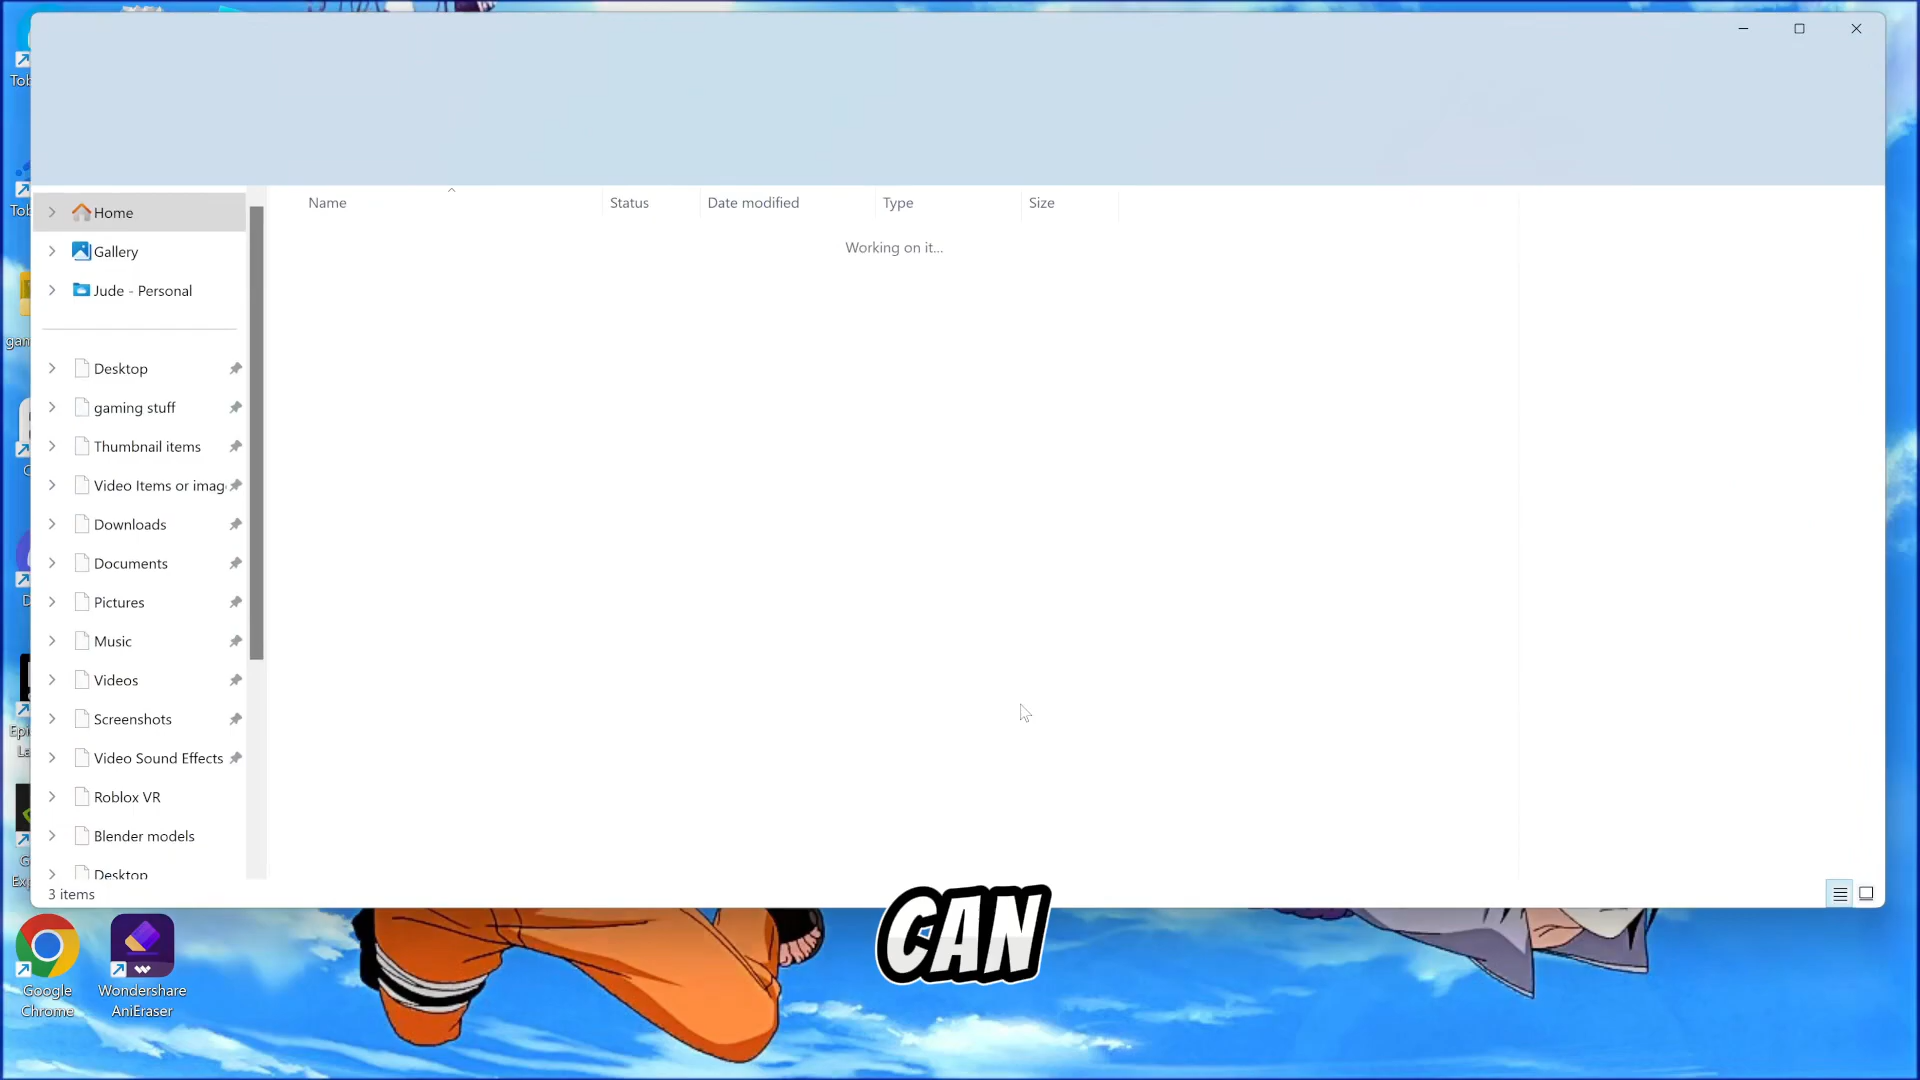 Name
Status
Date modified
Type
Size
Working on it...
Home
Gallery
Jude - Personal
Desktop
gaming stuff
Thumbnail items
Video Items or imag
Downloads
Documents
Pictures
Music
Videos
Screenshots
Video Sound Effects
Roblox VR
Blender models
Desktop
3 items
CAN
Google
Chrome
Wondershare
AniEraser